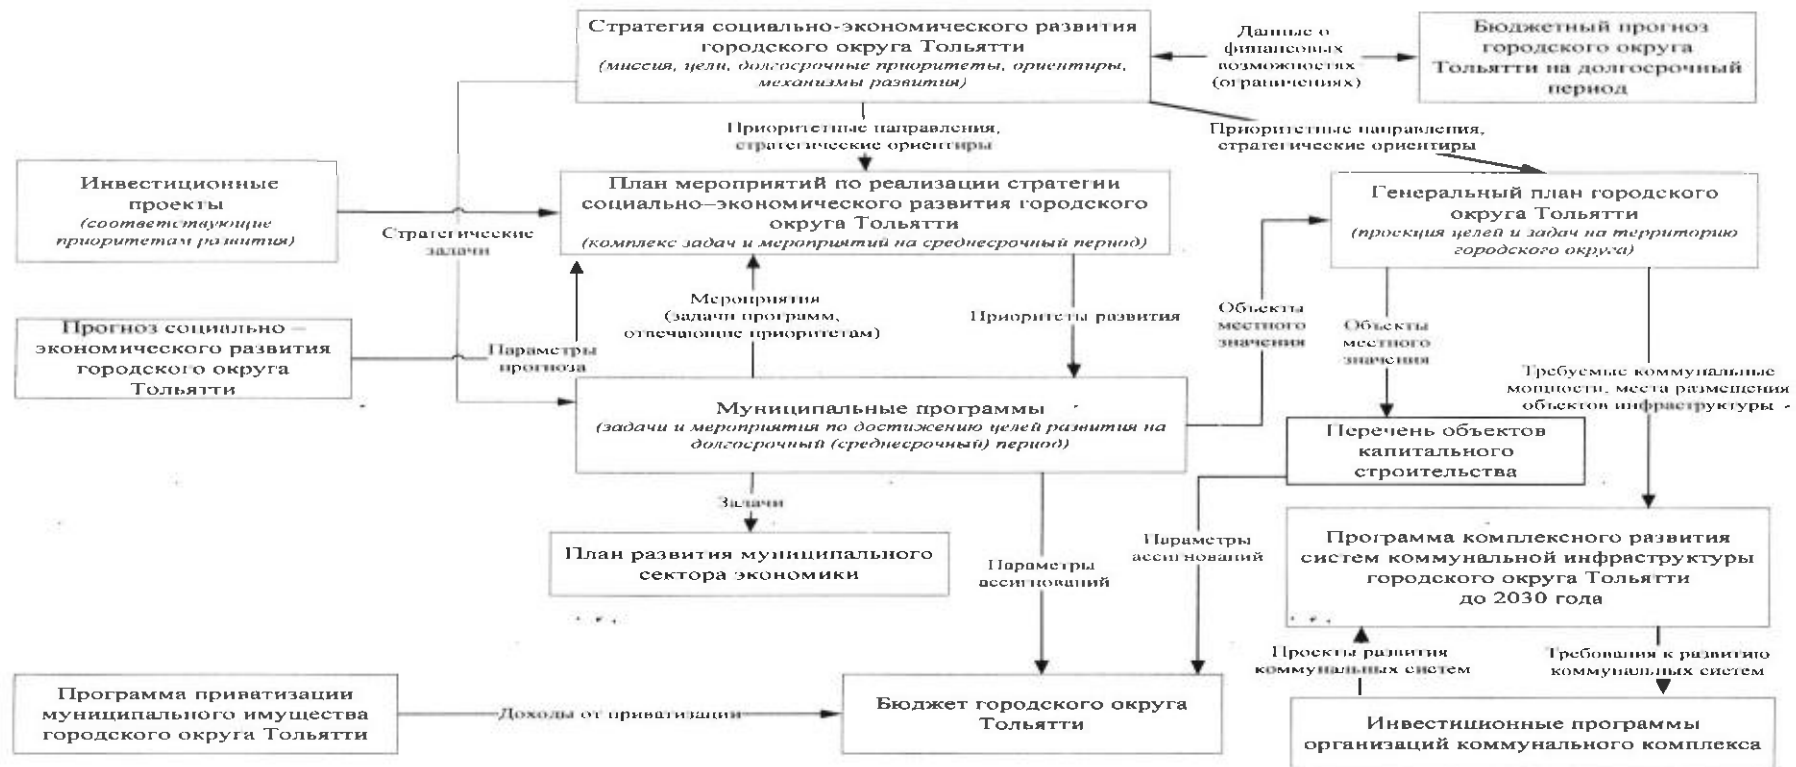 Стратегия социально-экономического развития
городского округа Тольятти
(миссия, цели, долгосрочные приоритеты, ориентиры,
механизмы развития)
Данные о
финансовых
возможностях
(ограничениях)
Бюджетный прогноз
городского округа
Тольятти на долгосрочный
период
Приоритетные направления,
стратегические ориентиры
Приоритетные направления,
стратегические ориентиры
Инвестиционные
проекты
(соответствующие
приоритетам развития)
Стратегические
задачи
План мероприятий по реализации стратегии
социально–экономического развития городского
округа Тольятти
(комплекс задач и мероприятий на среднесрочный период)
Генеральный план городского
округа Тольятти
(проекция целей и задач на территорию
городского округа)
Прогноз социально –
экономического развития
городского округа
Тольятти
Параметры
прогноза
Мероприятия
(задачи программ,
отвечающие приоритетам)
Приоритеты развития
Объекты
местного
значения
Объекты
местного
значения
Требуемые коммунальные
мощности, места размещения
объектов инфраструктуры
Муниципальные программы
(задачи и мероприятия по достижению целей развития на
долгосрочный (среднесрочный) период)
Перечень объектов
капитального
строительства
Задачи
План развития муниципального
сектора экономики
Параметры
ассигнований
Параметры
ассигнований
Программа комплексного развития
систем коммунальной инфраструктуры
городского округа Тольятти
до 2030 года
Проекты развития
коммунальных систем
Требования к развитию
коммунальных систем
Программа приватизации
муниципального имущества
городского округа Тольятти
Доходы от приватизации
Бюджет городского округа
Тольятти
Инвестиционные программы
организаций коммунального комплекса